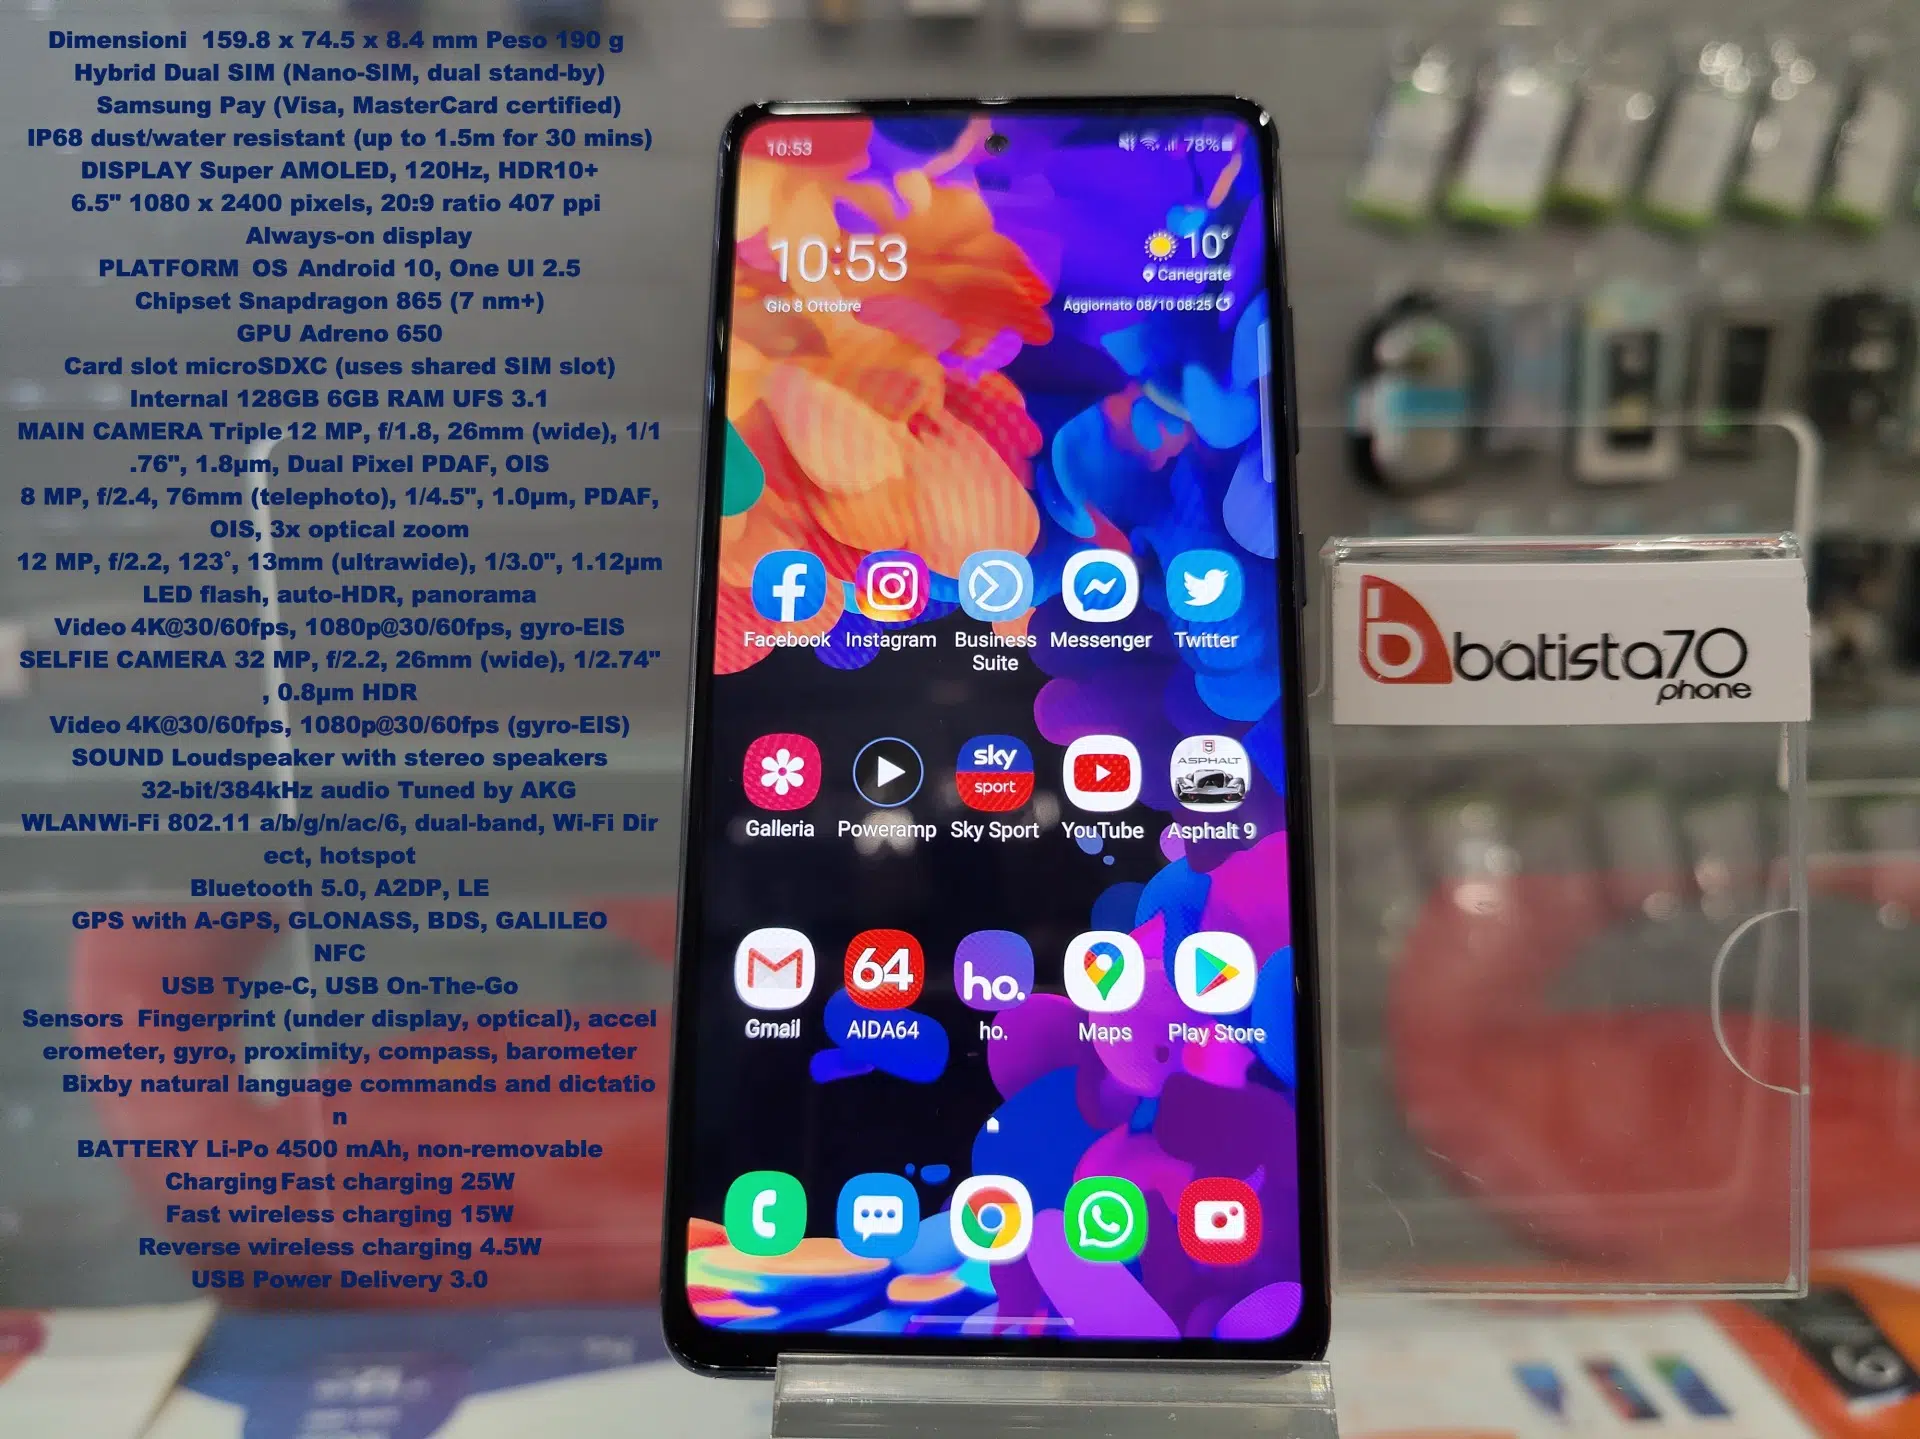 Dimensioni 159.8 x 74.5 x 8.4 mm Peso 190 g
Hybrid Dual SIM (Nano-SIM, dual stand-by)
Samsung Pay (Visa, MasterCard certified)
IP68 dust/water resistant (up to 1.5m for 30 mins)
DISPLAY Super AMOLED, 120Hz, HDR10+
6.5" 1080 x 2400 pixels, 20:9 ratio 407 ppi
Always-on display
PLATFORM OS Android 10, One UI 2.5
Chipset Snapdragon 865 (7 nm+)
GPU Adreno 650
Card slot microSDXC (uses shared SIM slot)
Internal 128GB 6GB RAM UFS 3.1
MAIN CAMERA Triple 12 MP, f/1.8, 26mm (wide), 1/1
.76", 1.8µm, Dual Pixel PDAF, OIS
8 MP, f/2.4, 76mm (telephoto), 1/4.5", 1.0µm, PDAF,
OIS, 3x optical zoom
12 MP, f/2.2, 123˚, 13mm (ultrawide), 1/3.0", 1.12µm
LED flash, auto-HDR, panorama
Video 4K@30/60fps, 1080p@30/60fps, gyro-EIS
SELFIE CAMERA 32 MP, f/2.2, 26mm (wide), 1/2.74"
, 0.8µm HDR
Video 4K@30/60fps, 1080p@30/60fps (gyro-EIS)
SOUND Loudspeaker with stereo speakers
32-bit/384kHz audio Tuned by AKG
WLANWi-Fi 802.11 a/b/g/n/ac/6, dual-band, Wi-Fi Dir
ect, hotspot
Bluetooth 5.0, A2DP, LE
GPS with A-GPS, GLONASS, BDS, GALILEO
NFC
USB Type-C, USB On-The-Go
Sensors Fingerprint (under display, optical), accel
erometer, gyro, proximity, compass, barometer
Bixby natural language commands and dictatio
n
BATTERY Li-Po 4500 mAh, non-removable
Charging Fast charging 25W
Fast wireless charging 15W
Reverse wireless charging 4.5W
USB Power Delivery 3.0
10:53 78%
10:53 10°
Canegrate
Gio 8 Ottobre Aggiornato 08/10 08:25
Facebook Instagram Business Messenger Twitter
Suite
sky
sport
9
ASPHALT
Galleria Poweramp Sky Sport YouTube Asphalt 9
64 ho.
Gmail AIDA64 ho. Maps Play Store
b batista70
phone